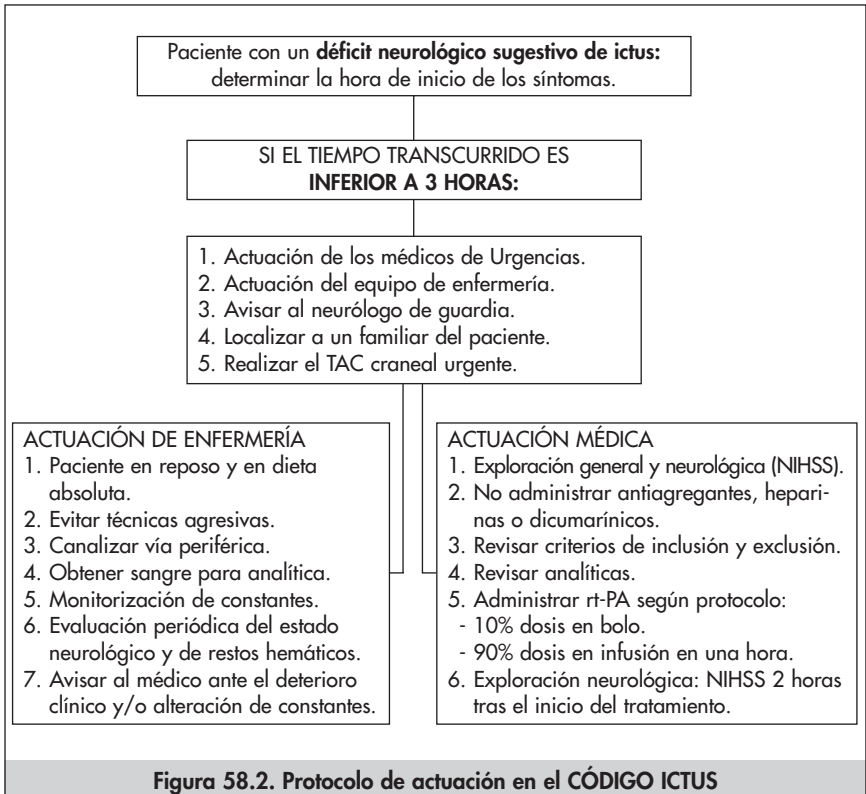 Paciente con un déficit neurológico sugestivo de ictus:
determinar la hora de inicio de los síntomas.
SI EL TIEMPO TRANSCURRIDO ES
INFERIOR A 3 HORAS:
1. Actuación de los médicos de Urgencias.
2. Actuación del equipo de enfermería.
3. Avisar al neurólogo de guardia.
4. Localizar a un familiar del paciente.
5. Realizar el TAC craneal urgente.
ACTUACIÓN DE ENFERMERÍA
1. Paciente en reposo y en dieta
absoluta.
2. Evitar técnicas agresivas.
3. Canalizar vía periférica.
4. Obtener sangre para analítica.
5. Monitorización de constantes.
6. Evaluación periódica del estado
neurológico y de restos hemáticos.
7. Avisar al médico ante el deterioro
clínico y/o alteración de constantes.
ACTUACIÓN MÉDICA
1. Exploración general y neurológica (NIHSS).
2. No administrar antiagregantes, hepari-
nas o dicumarínicos.
3. Revisar criterios de inclusión y exclusión.
4. Revisar analíticas.
5. Administrar rt-PA según protocolo:
- 10% dosis en bolo.
- 90% dosis en infusión en una hora.
6. Exploración neurológica: NIHSS 2 horas
tras el inicio del tratamiento.
Figura 58.2. Protocolo de actuación en el CÓDIGO ICTUS